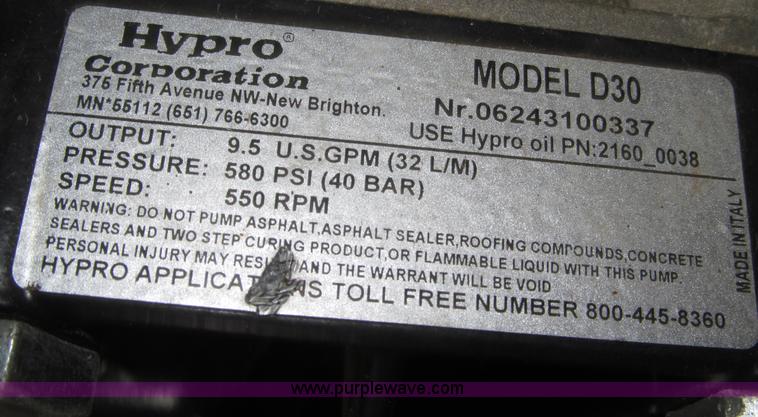 Hypro®
Corporation
375 Fifth Avenue NW-New Brighton.
MN*55112 (651) 766-6300
MODEL D30
Nr.06243100337
USE Hypro oil PN:2160_0038
OUTPUT: 9.5 U.S.GPM (32 L/M)
PRESSURE: 580 PSI (40 BAR)
SPEED: 550 RPM
WARNING: DO NOT PUMP ASPHALT,ASPHALT SEALER,ROOFING COMPOUNDS,CONCRETE
SEALERS AND TWO STEP CURING PRODUCT,OR FLAMMABLE LIQUID WITH THIS PUMP.
PERSONAL INJURY MAY RES AND THE WARRANT WILL BE VOID
HYPRO APPLICAT NS TOLL FREE NUMBER 800-445-8360
MADE IN ITALY
www.purplewave.com